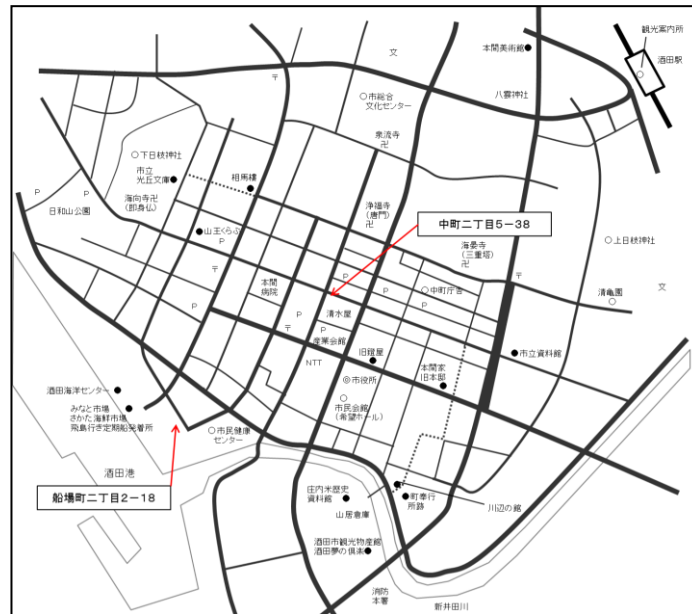 観光案内所
酒田駅
本間美術館
文
八雲神社
〒
市総合
文化センター
泉流寺
卍
下日枝神社
市立
光丘文庫
相馬樓
海向寺卍
(即身仏)
浄福寺
(唐門)
卍
中町二丁目5－38
P
P
日和山公園
P
山王くらぶ
P
海晏寺
(三重塔)
卍
上日枝神社
〒
本間
病院
P
P
中町庁舎
〒
清亀園
文
P
P
清水屋
P
〒
P
産業会館
旧鐙屋
市立資料館
NTT
市役所
本間家
旧本邸
酒田海洋センター
みなと市場
さかた海鮮市場
飛島行き定期船発着所
市民会館
(希望ホール)
市民健康
センター
酒田港
船場町二丁目2－18
庄内米歴史
資料館
町奉行
所跡
山居倉庫
川辺の館
酒田市観光物産館
酒田夢の倶楽
消防
本署
新井田川